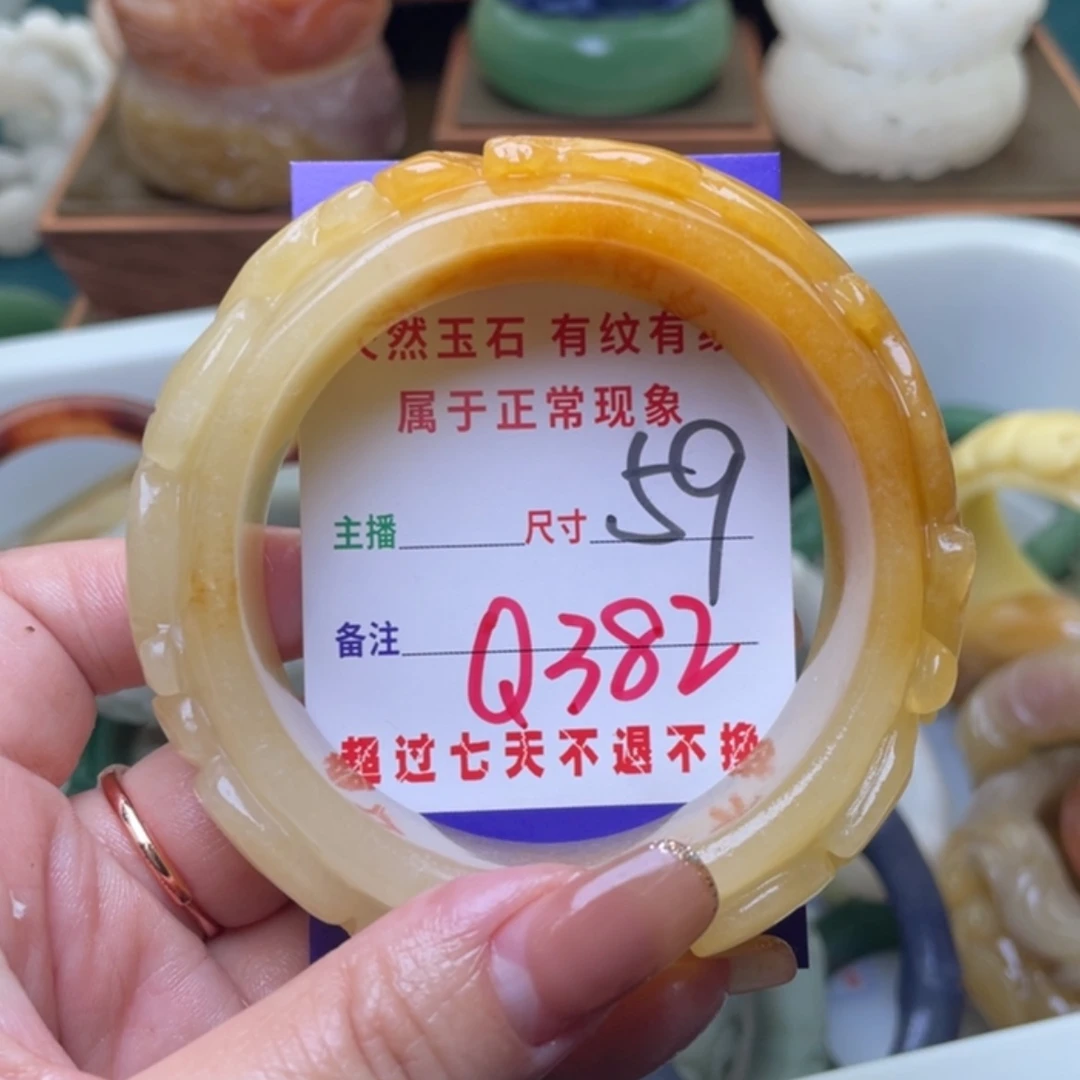 然玉石 有纹有
属于正常现象
主播 尺寸 59
备注 Q382
超过七天不退不换